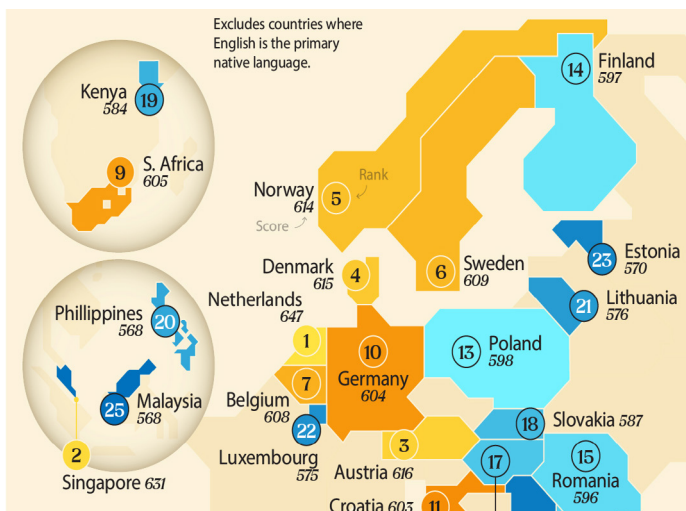 Excludes countries where
English is the primary
native language.
Kenya
584
19
9
S. Africa
605
Phillippines
568
20
25
Malaysia
568
2
Singapore 631
14
Finland
597
Rank
Norway
614
5
Score
Denmark
615
4
6
Sweden
609
23
Estonia
570
21
Lithuania
576
Netherlands
647
1
10
Germany
604
13
Poland
598
7
Belgium
608
22
Luxembourg
575
18
Slovakia 587
3
Austria 616
17
15
Romania
596
Croatia 603
11